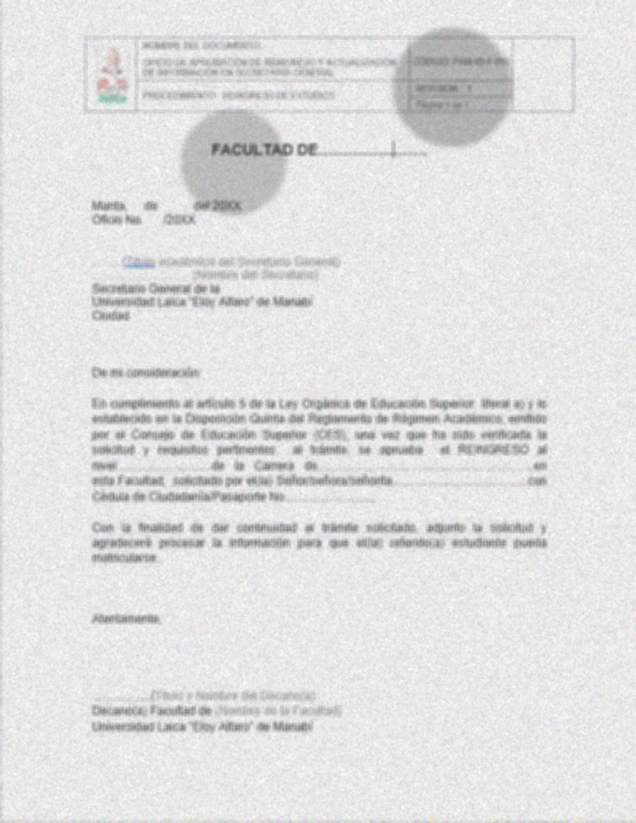 NOMBRE DEL DOCUMENTO:
OFICIO DE APROBACIÓN DE REINGRESO Y ACTUALIZACIÓN
DE INFORMACIÓN EN SECRETARÍA GENERAL
CÓDIGO:
PROCEDIMIENTO: REINGRESO DE ESTUDIOS
REVISIÓN: 1
Página 1 de 1
FACULTAD DE
Manta, de del 20XX
Oficio No. /20XX
(Título académico del Secretario General)
(Nombre del Secretario)
Secretario General de la
Universidad Laica "Eloy Alfaro" de Manabí
Ciudad
De mi consideración:
En cumplimiento al artículo 5 de la Ley Orgánica de Educación Superior literal a) y lo
establecido en la Disposición Quinta del Reglamento de Régimen Académico, emitido
por el Consejo de Educación Superior (CES), una vez que ha sido verificada la
solicitud y requisitos pertinentes al trámite, se aprueba el REINGRESO al
nivel.....................de la Carrera de....................................................en
esta Facultad, solicitado por el(la) Señor/señora/señorita................................con
Cédula de Ciudadanía/Pasaporte No.....................
Con la finalidad de dar continuidad al trámite solicitado, adjunto la solicitud y
agradeceré procesar la información para que el(la) referido(a) estudiante pueda
matricularse.
Atentamente,
..............(Título y Nombre del Decano(a)
Decano(a) Facultad de (Nombre de la Facultad)
Universidad Laica "Eloy Alfaro" de Manabí